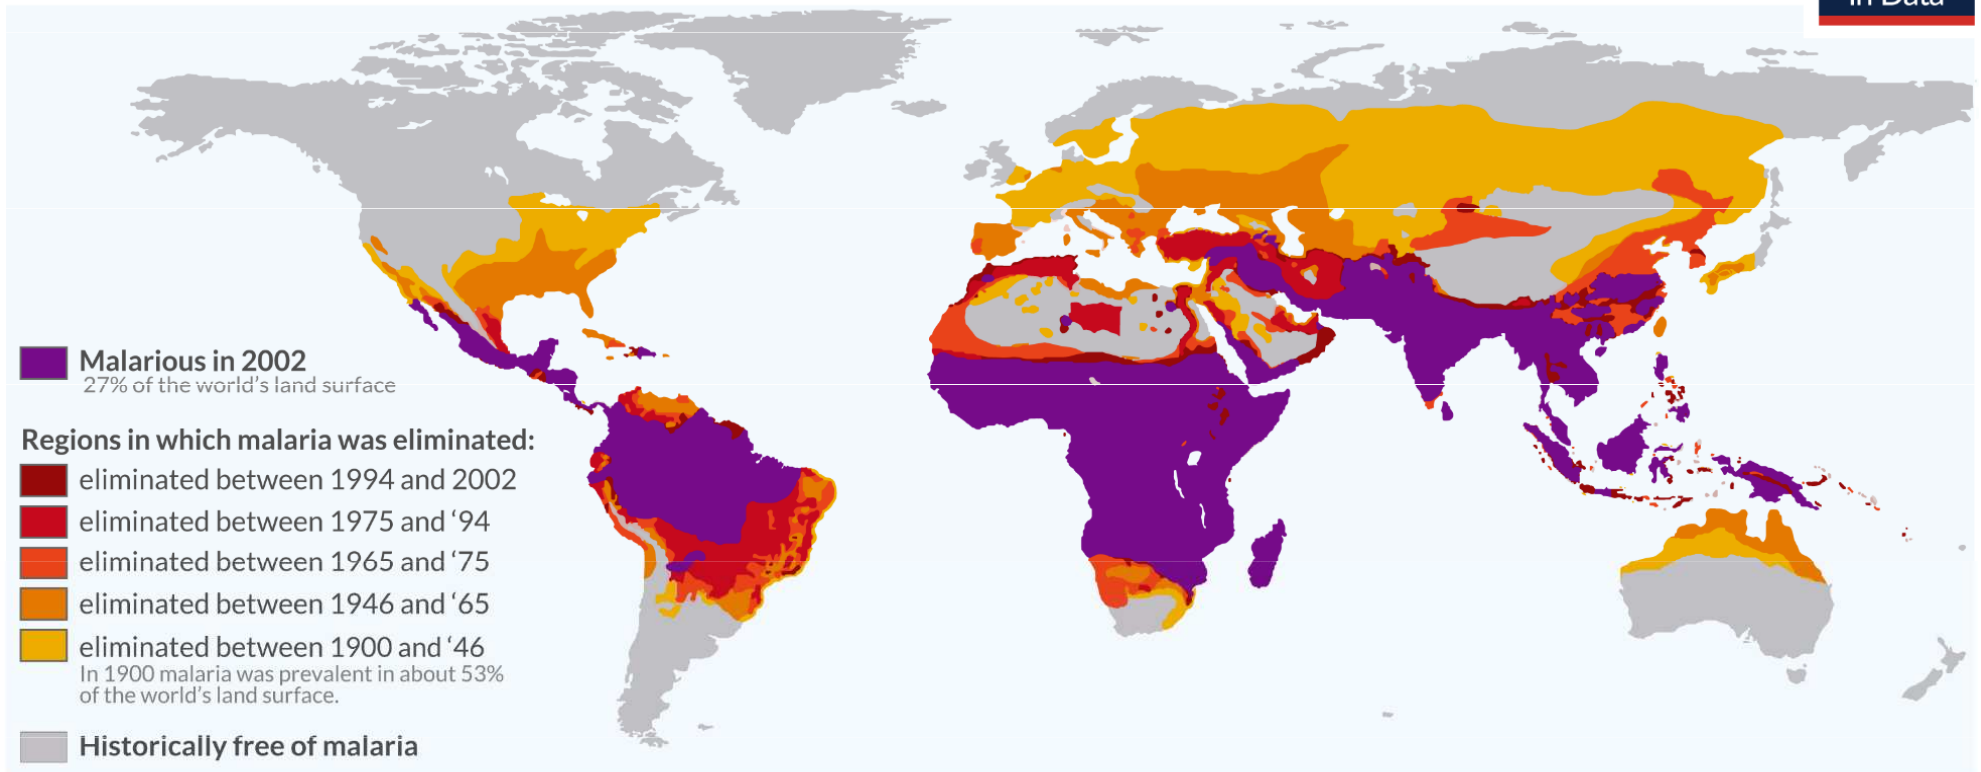 in Data
Malarious in 2002
27% of the world's land surface
Regions in which malaria was eliminated:
eliminated between 1994 and 2002
eliminated between 1975 and ‘94
eliminated between 1965 and ‘75
eliminated between 1946 and ‘65
eliminated between 1900 and ‘46
In 1900 malaria was prevalent in about 53%
of the world's land surface.
Historically free of malaria